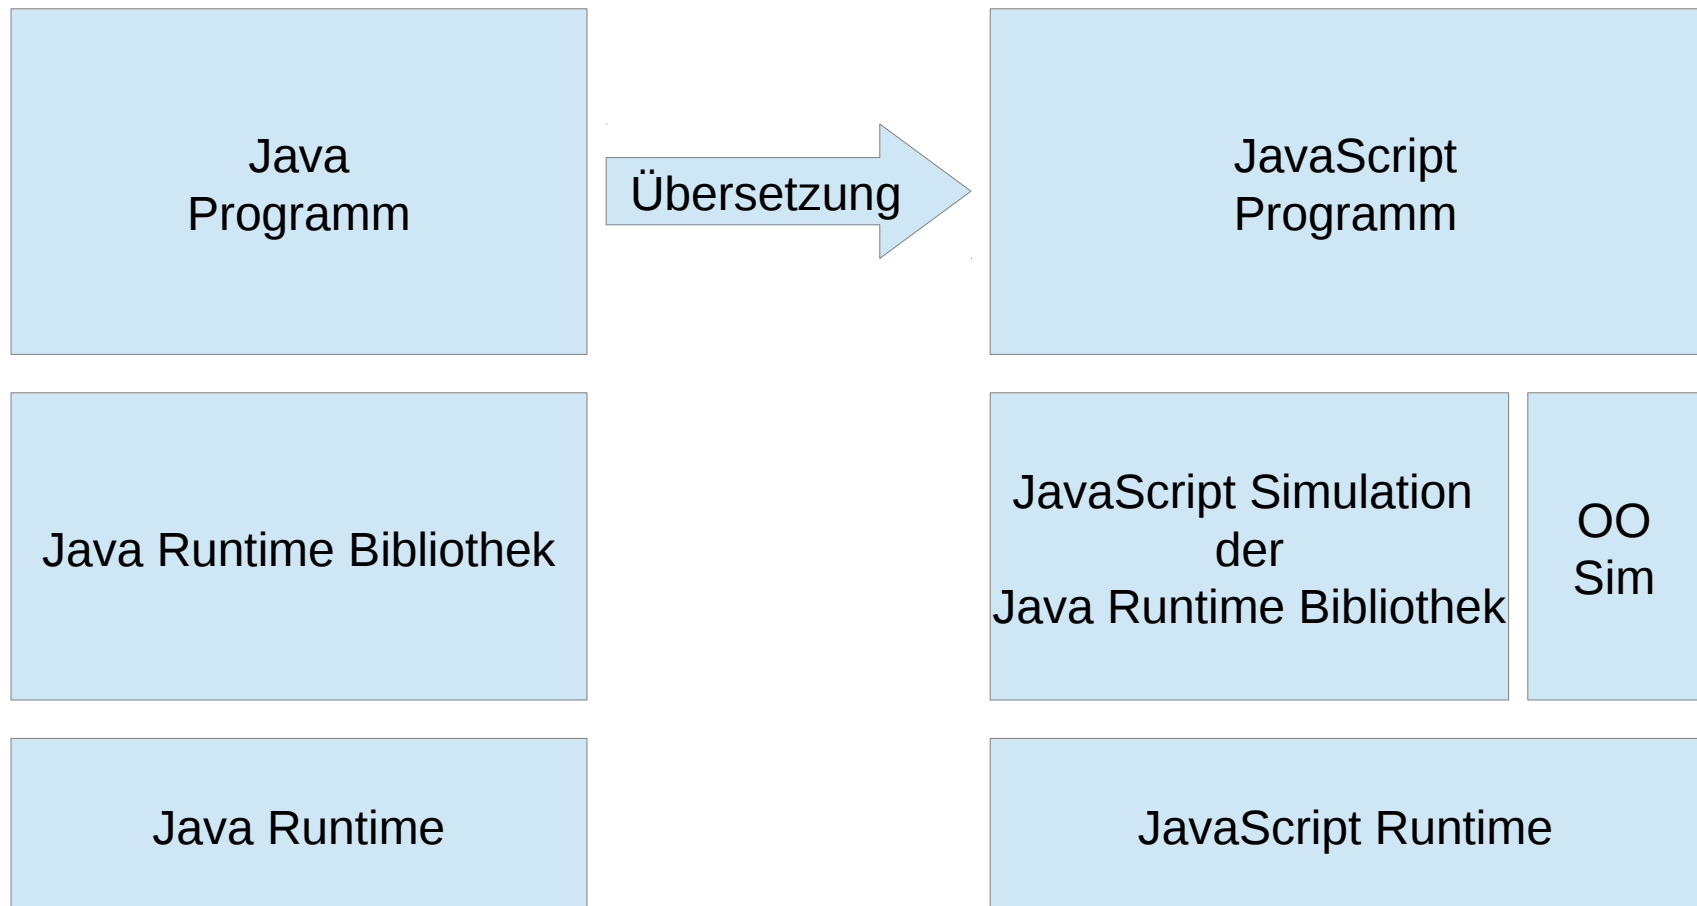 Java
Programm
Übersetzung
JavaScript
Programm
Java Runtime Bibliothek
JavaScript Simulation
der
Java Runtime Bibliothek
OO
Sim
Java Runtime
JavaScript Runtime